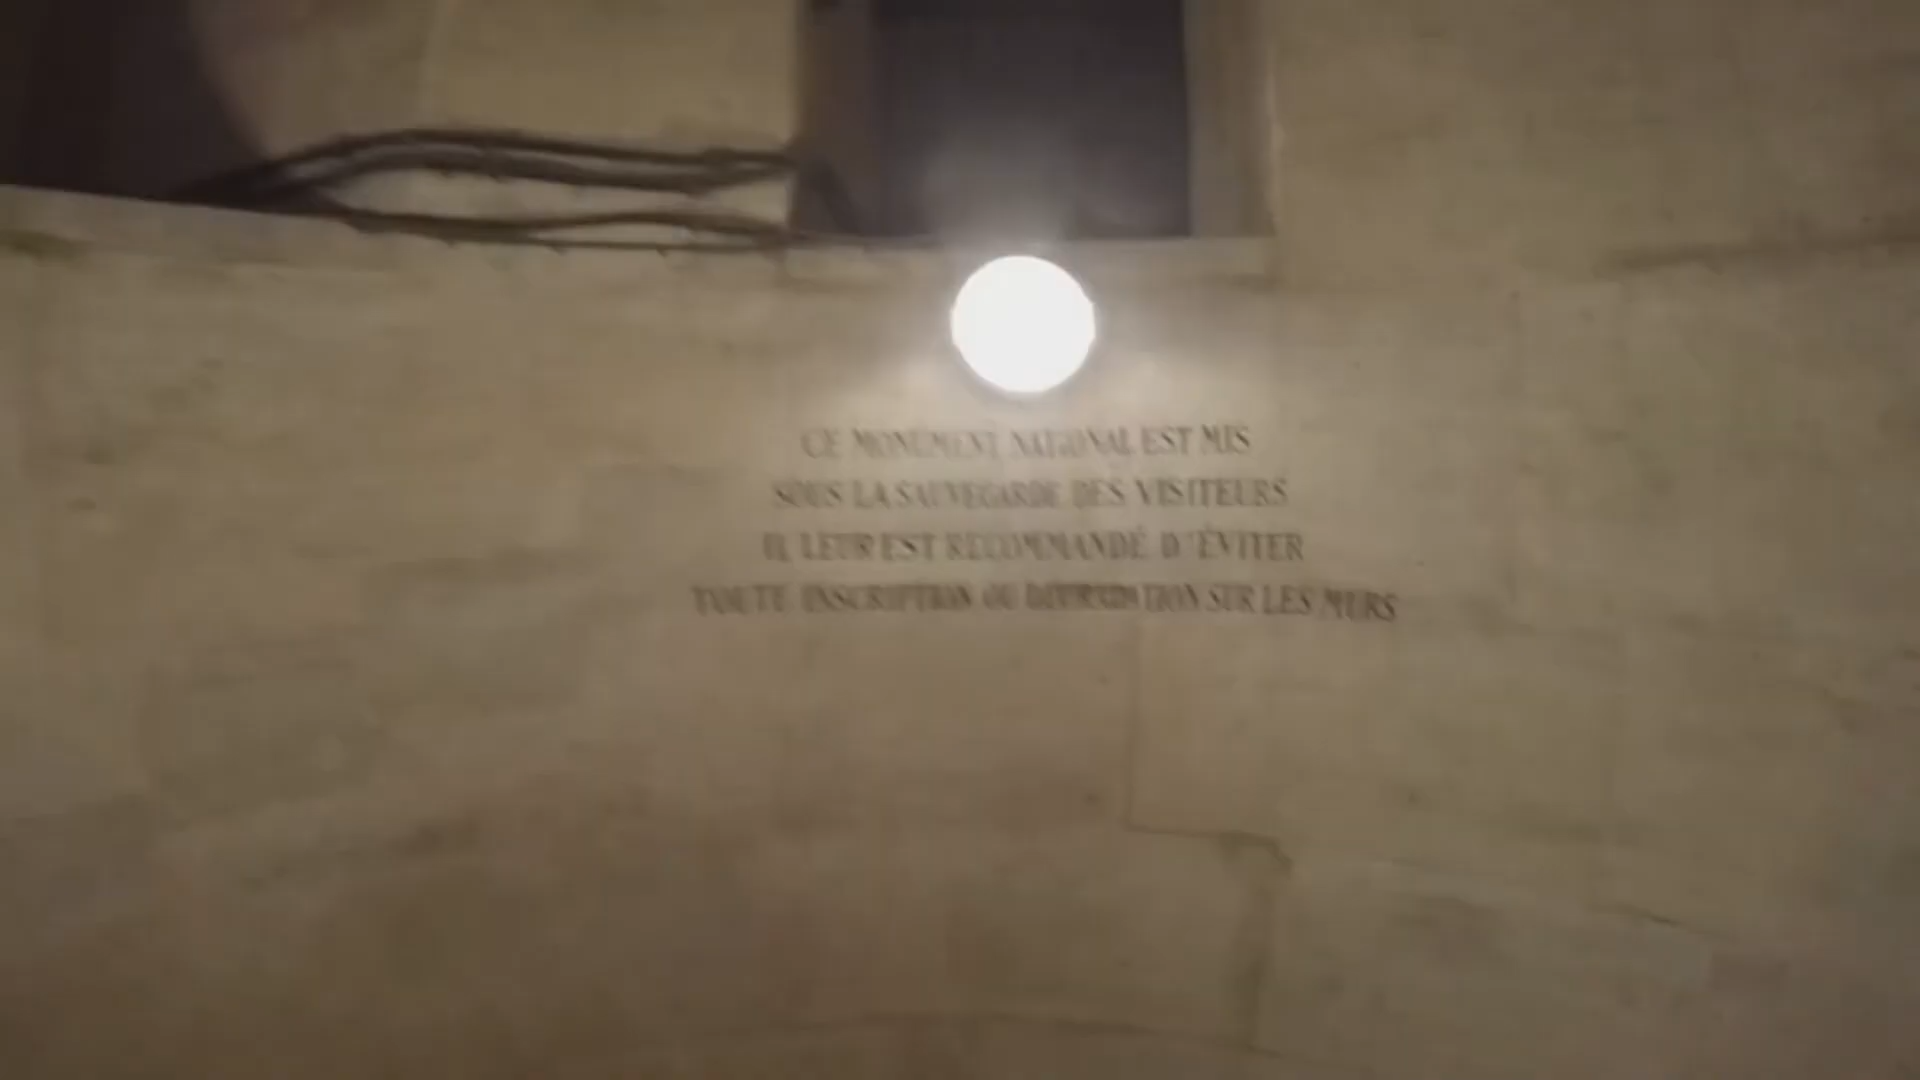 CE MONUMENT NATIONAL EST MIS
SOUS LA SAUVEGARDE DES VISITEURS
IL LEUR EST RECOMMANDÉ D'ÉVITER
TOUTE INSCRIPTION OU DÉPRADATION SUR LES MURS